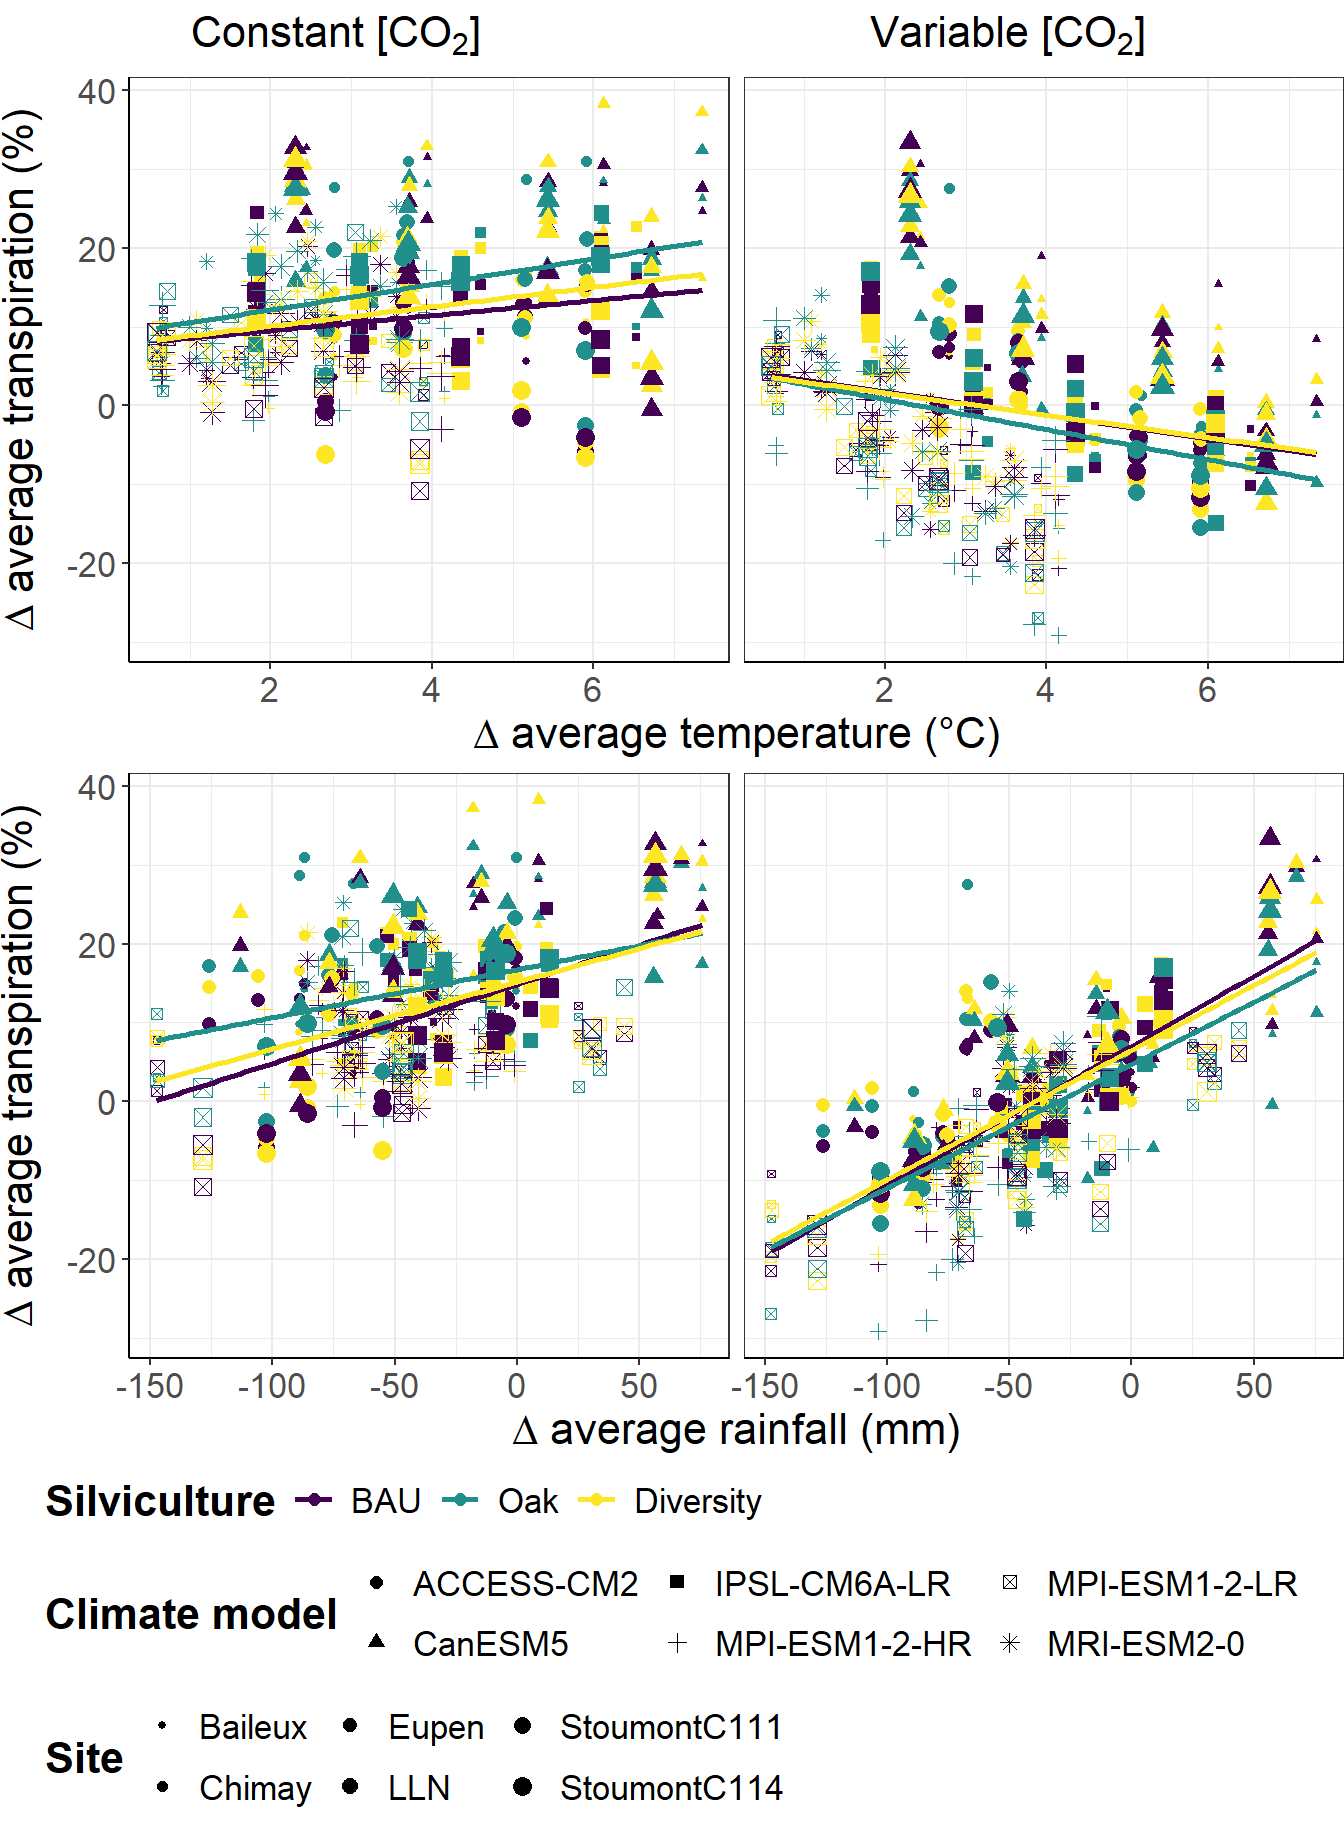 Constant [CO₂] Variable [CO₂]
Δ average transpiration (%)
40
20
0
-20
2 4 6 2 4 6
Δ average temperature (°C)
Δ average transpiration (%)
40
20
0
-20
-150 -100 -50 0 50 -150 -100 -50 0 50
Δ average rainfall (mm)
Silviculture BAU Oak Diversity
Climate model
ACCESS-CM2 IPSL-CM6A-LR MPI-ESM1-2-LR
CanESM5 MPI-ESM1-2-HR MRI-ESM2-0
Site
Baileux Eupen StoumontC111
Chimay LLN StoumontC114